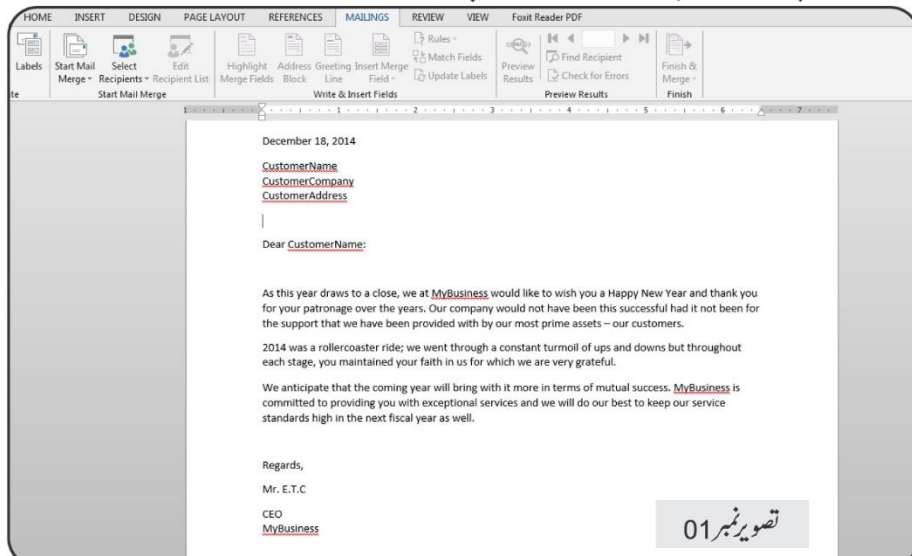 HOME INSERT DESIGN PAGE LAYOUT REFERENCES MAILINGS REVIEW VIEW Foxit Reader PDF
Labels
Start Mail Merge
Select Recipients
Edit Recipient List
Start Mail Merge
Highlight Merge Fields
Address Block
Greeting Line
Insert Merge Field
Rules
Match Fields
Update Labels
Write & Insert Fields
ABC
Preview Results
Find Recipient
Check for Errors
Preview Results
Finish & Merge
Finish
te
1 1 2 3 4 5 6 7
December 18, 2014
CustomerName
CustomerCompany
CustomerAddress
Dear CustomerName:
As this year draws to a close, we at MyBusiness would like to wish you a Happy New Year and thank you
for your patronage over the years. Our company would not have been this successful had it not been for
the support that we have been provided with by our most prime assets – our customers.
2014 was a rollercoaster ride; we went through a constant turmoil of ups and downs but throughout
each stage, you maintained your faith in us for which we are very grateful.
We anticipate that the coming year will bring with it more in terms of mutual success. MyBusiness is
committed to providing you with exceptional services and we will do our best to keep our service
standards high in the next fiscal year as well.
Regards,
Mr. E.T.C
CEO
MyBusiness
تصویر نمبر 01